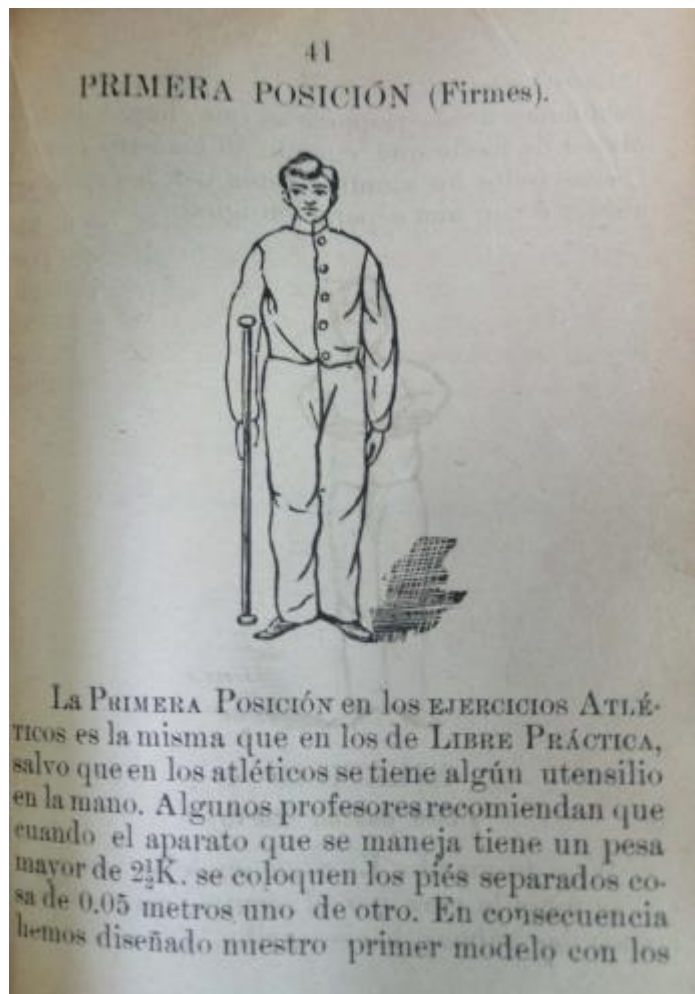 41
PRIMERA POSICIÓN (Firmes).
La PRIMERA POSICIÓN en los EJERCICIOS ATLÉ-
TICOS es la misma que en los de LIBRE PRÁCTICA,
salvo que en los atléticos se tiene algún utensilio
en la mano. Algunos profesores recomiendan que
cuando el aparato que se maneja tiene un pesa
mayor de 2½K. se coloquen los piés separados co-
sa de 0.05 metros uno de otro. En consecuencia
hemos diseñado nuestro primer modelo con los